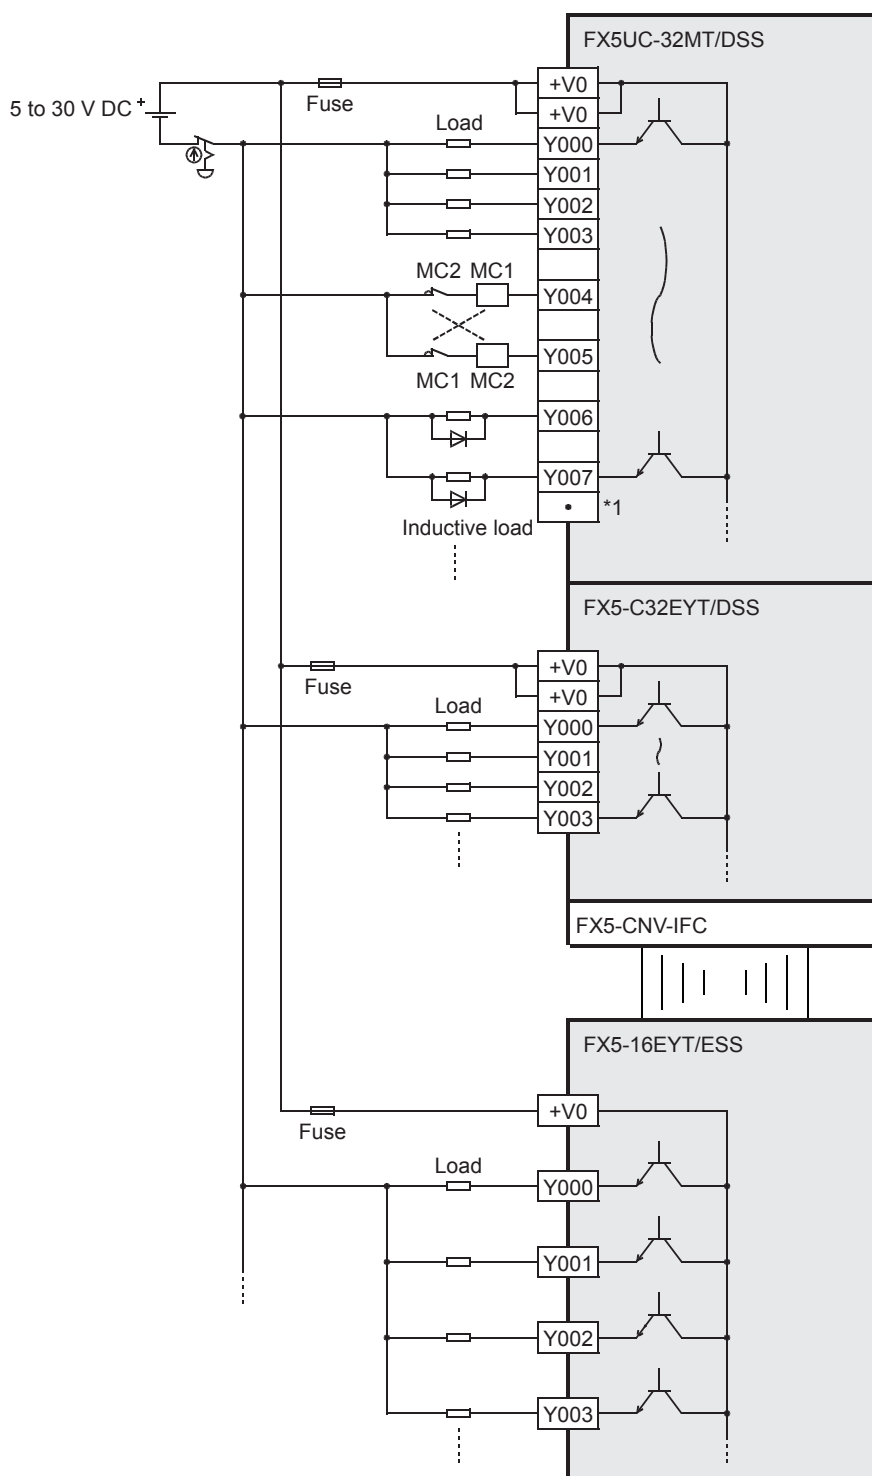 FX5UC-32MT/DSS
+V0
Fuse
5 to 30 V DC +
+V0
Load
Y000
Y001
Y002
Y003
MC2 MC1
Y004
Y005
MC1 MC2
Y006
Y007
*1
Inductive load
FX5-C32EYT/DSS
+V0
Fuse
+V0
Load
Y000
Y001
Y002
Y003
FX5-CNV-IFC
FX5-16EYT/ESS
+V0
Fuse
Load
Y000
Y001
Y002
Y003